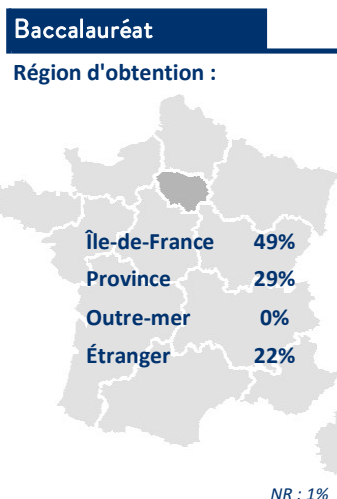 Baccalauréat
Région d'obtention :
Île-de-France 49%
Province 29%
Outre-mer 0%
Étranger 22%
NR : 1%